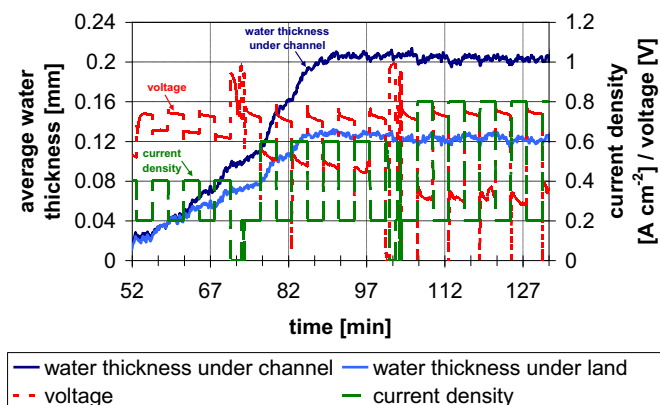 average water
thickness [mm]
0.24
0.2
0.16
0.12
0.08
0.04
0
water thickness
under channel
voltage
current
density
1.2
1
0.8
0.6
0.4
0.2
0
current density
[A cm-2] / voltage [V]
52 67 82 97 112 127
time [min]
water thickness under channel water thickness under land
voltage current density